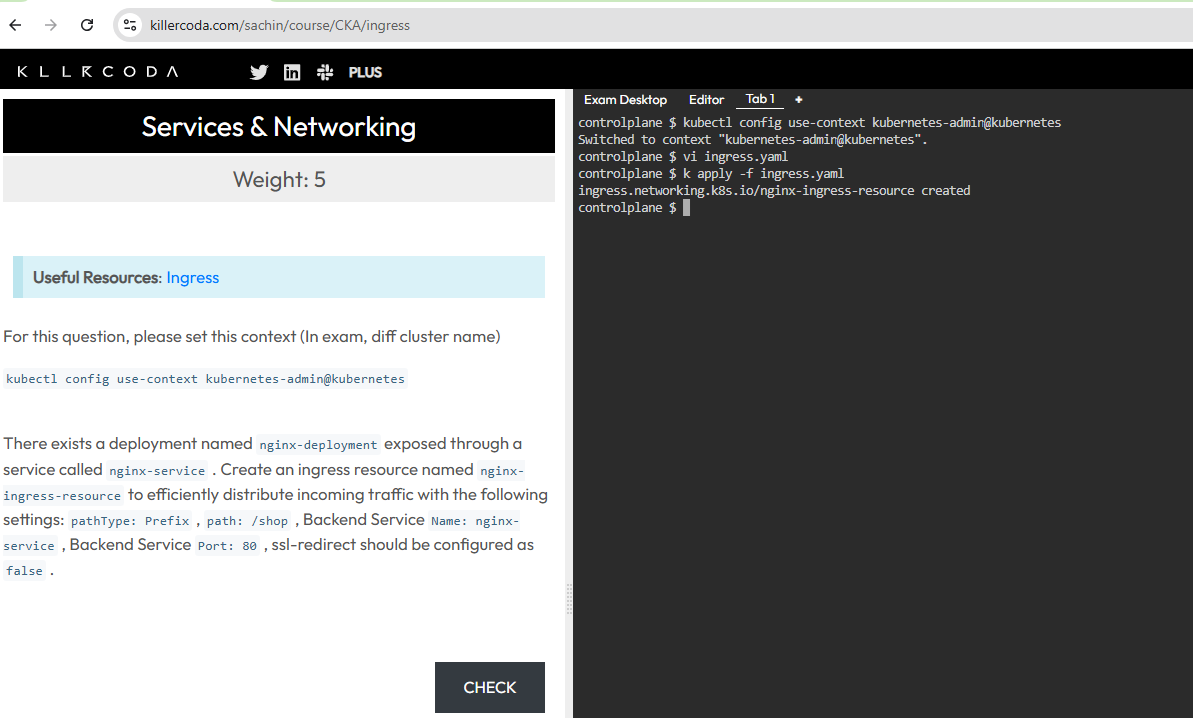 killercoda.com/sachin/course/CKA/ingress
KLLRCODA PLUS
Services & Networking
Weight: 5
Useful Resources: Ingress
For this question, please set this context (In exam, diff cluster name)
kubectl config use-context kubernetes-admin@kubernetes
There exists a deployment named nginx-deployment exposed through a
service called nginx-service . Create an ingress resource named nginx-
ingress-resource to efficiently distribute incoming traffic with the following
settings: pathType: Prefix , path: /shop , Backend Service Name: nginx-
service , Backend Service Port: 80 , ssl-redirect should be configured as
false .
CHECK
Exam Desktop Editor Tab 1 +
controlplane $ kubectl config use-context kubernetes-admin@kubernetes
Switched to context "kubernetes-admin@kubernetes".
controlplane $ vi ingress.yaml
controlplane $ k apply -f ingress.yaml
ingress.networking.k8s.io/nginx-ingress-resource created
controlplane $